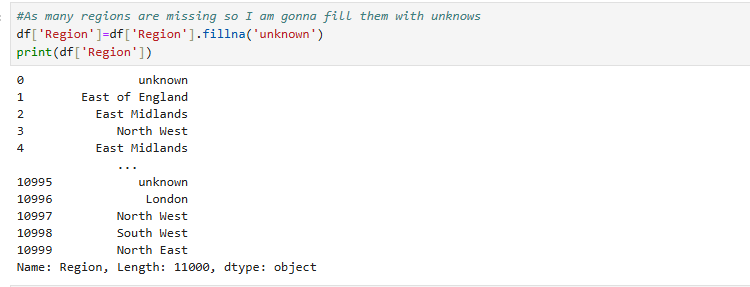 #As many regions are missing so I am gonna fill them with unknows
df['Region']=df['Region'].fillna('unknown')
print(df['Region'])
0                unknown
1        East of England
2          East Midlands
3             North West
4          East Midlands
              ...
10995            unknown
10996             London
10997         North West
10998         South West
10999         North East
Name: Region, Length: 11000, dtype: object